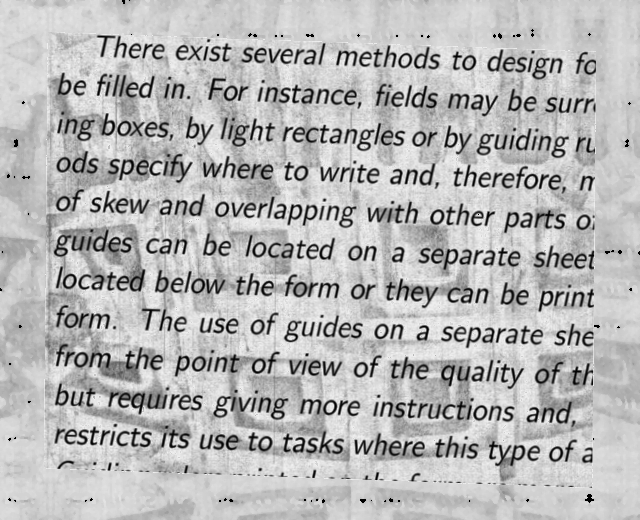 There exist several methods to design fo
be filled in. For instance, fields may be surr
ing boxes, by light rectangles or by guiding ru
ods specify where to write and, therefore, m
of skew and overlapping with other parts of
guides can be located on a separate sheet
located below the form or they can be print
form. The use of guides on a separate she
from the point of view of the quality of th
but requires giving more instructions and,
restricts its use to tasks where this type of a